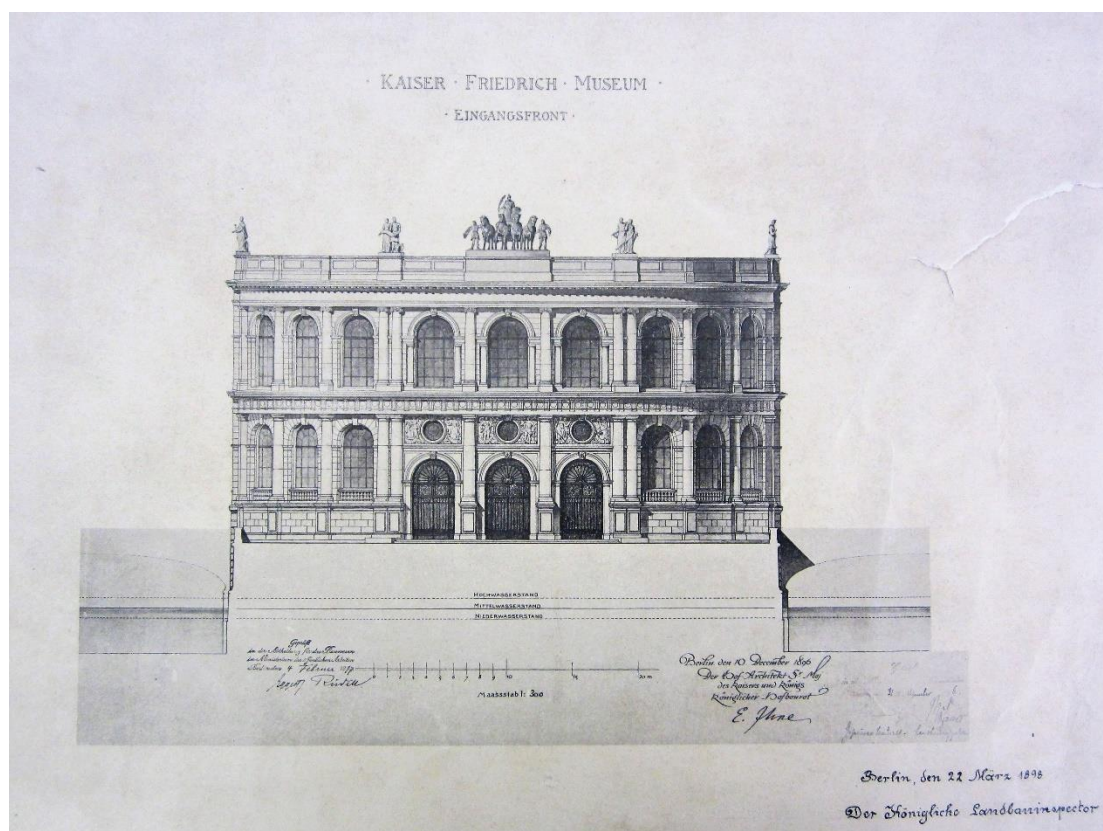 · KAISER · FRIEDRICH · MUSEUM ·
· EINGANGSFRONT ·
HOCHWASSERSTAND
MITTELWASSERSTAND
NIEDERWASSERSTAND
Geprüft
Maassstab 1: 300
Berlin den 10 December 1896
Der Hof-Architekt Sr Maj
des Kaisers und Königs
Königlicher Hofbaurat
E. Ihne
Berlin, den 22 März 1898
Der Königliche Landbauinspector